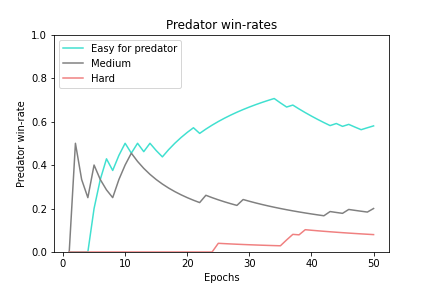 Predator win-rates
Easy for predator
Medium
Hard
Predator win-rate
1.0
0.8
0.6
0.4
0.2
0.0
0 10 20 30 40 50
Epochs